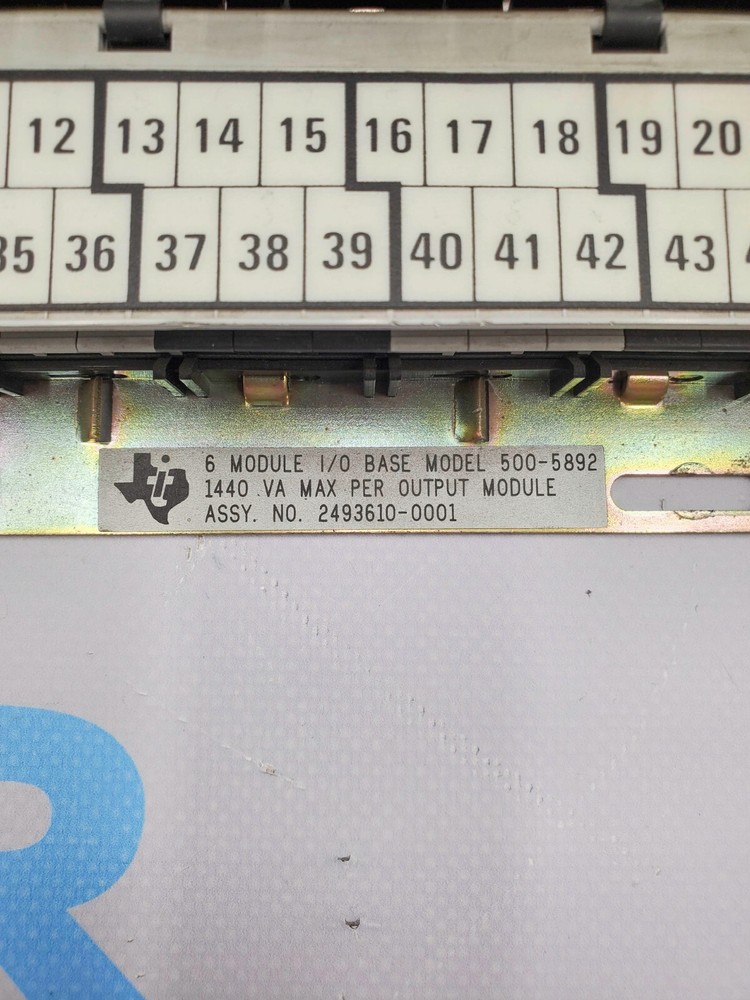 12 13 14 15 16 17 18 19 20
35 36 37 38 39 40 41 42 43
6 MODULE I/O BASE MODEL 500-5892
1440 VA MAX PER OUTPUT MODULE
ASSY. NO. 2493610-0001
R